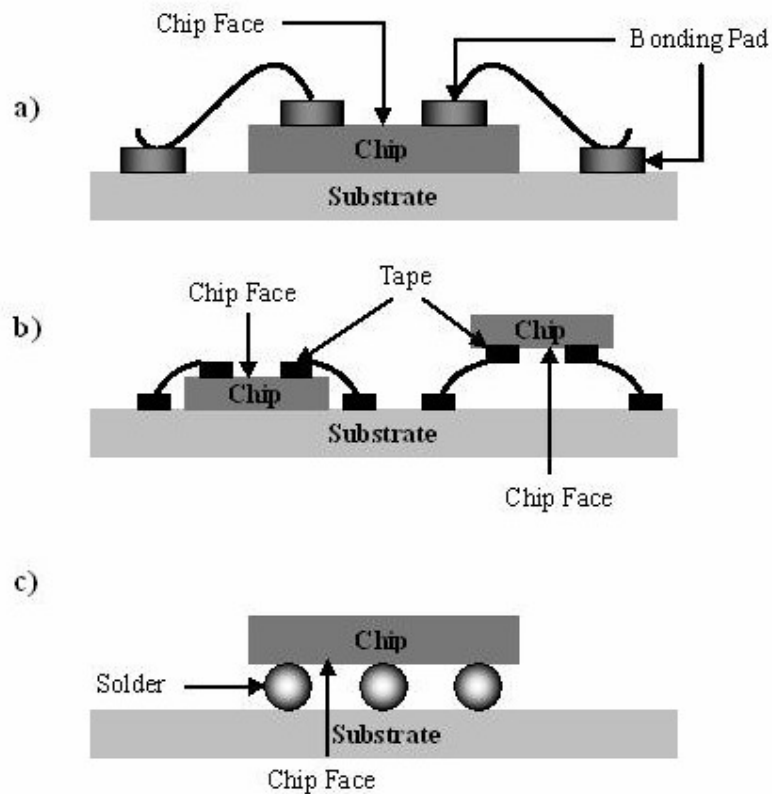 Chip Face
Bonding Pad
a)
Chip
Substrate
Tape
Chip Face
b)
Chip
Chip
Substrate
Chip Face
c)
Chip
Solder
Substrate
Chip Face